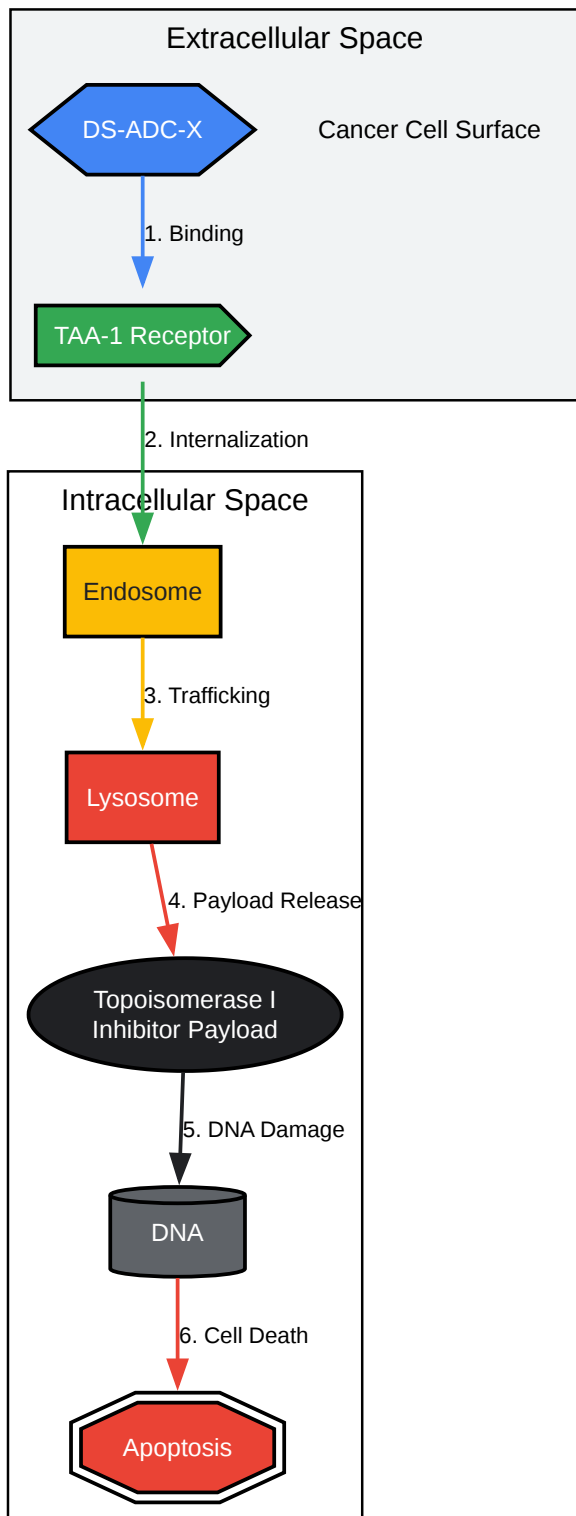 Extracellular Space
DS-ADC-X
Cancer Cell Surface
1. Binding
TAA-1 Receptor
2. Internalization
Intracellular Space
Endosome
3. Trafficking
Lysosome
4. Payload Release
Topoisomerase I
Inhibitor Payload
5. DNA Damage
DNA
6. Cell Death
Apoptosis